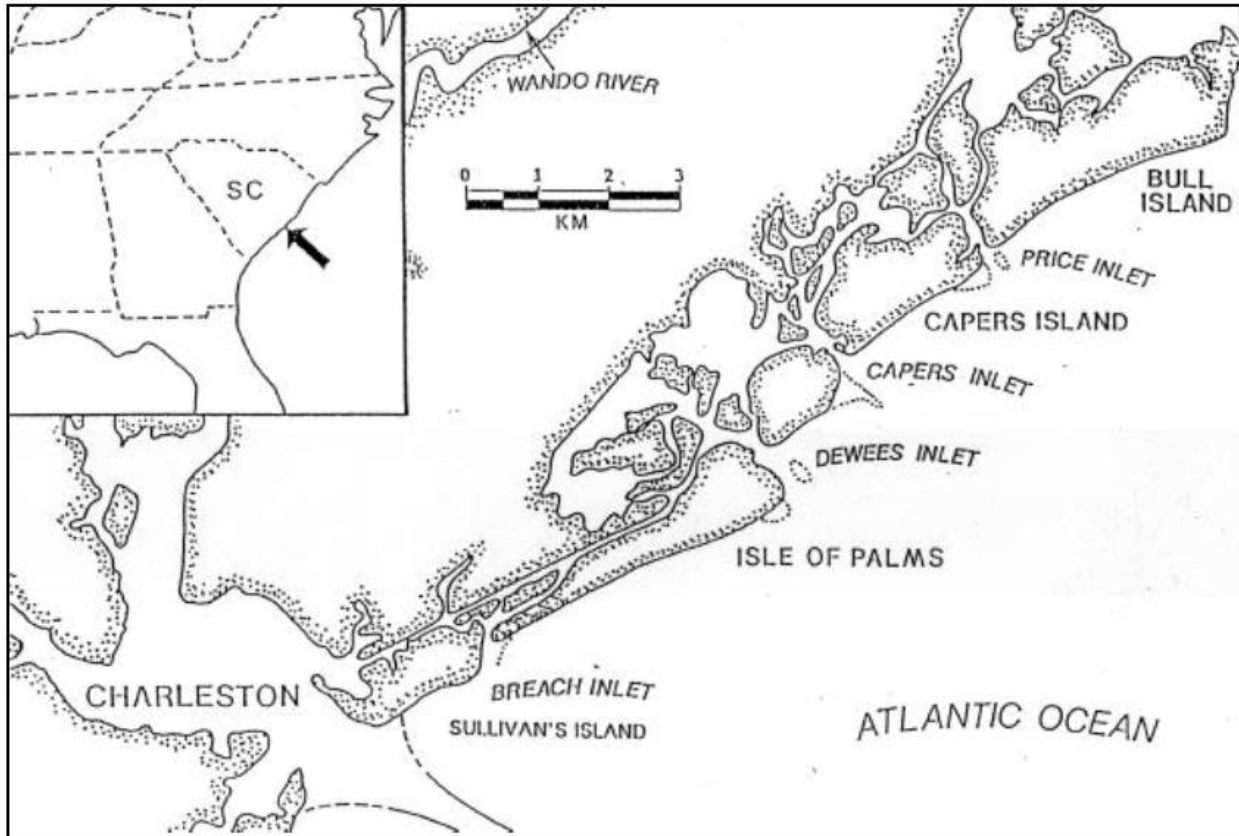 WANDO RIVER
SC
0 1 2 3
KM
BULL
ISLAND
PRICE INLET
CAPERS ISLAND
CAPERS INLET
DEWEES INLET
ISLE OF PALMS
CHARLESTON
BREACH INLET
SULLIVAN'S ISLAND
ATLANTIC OCEAN